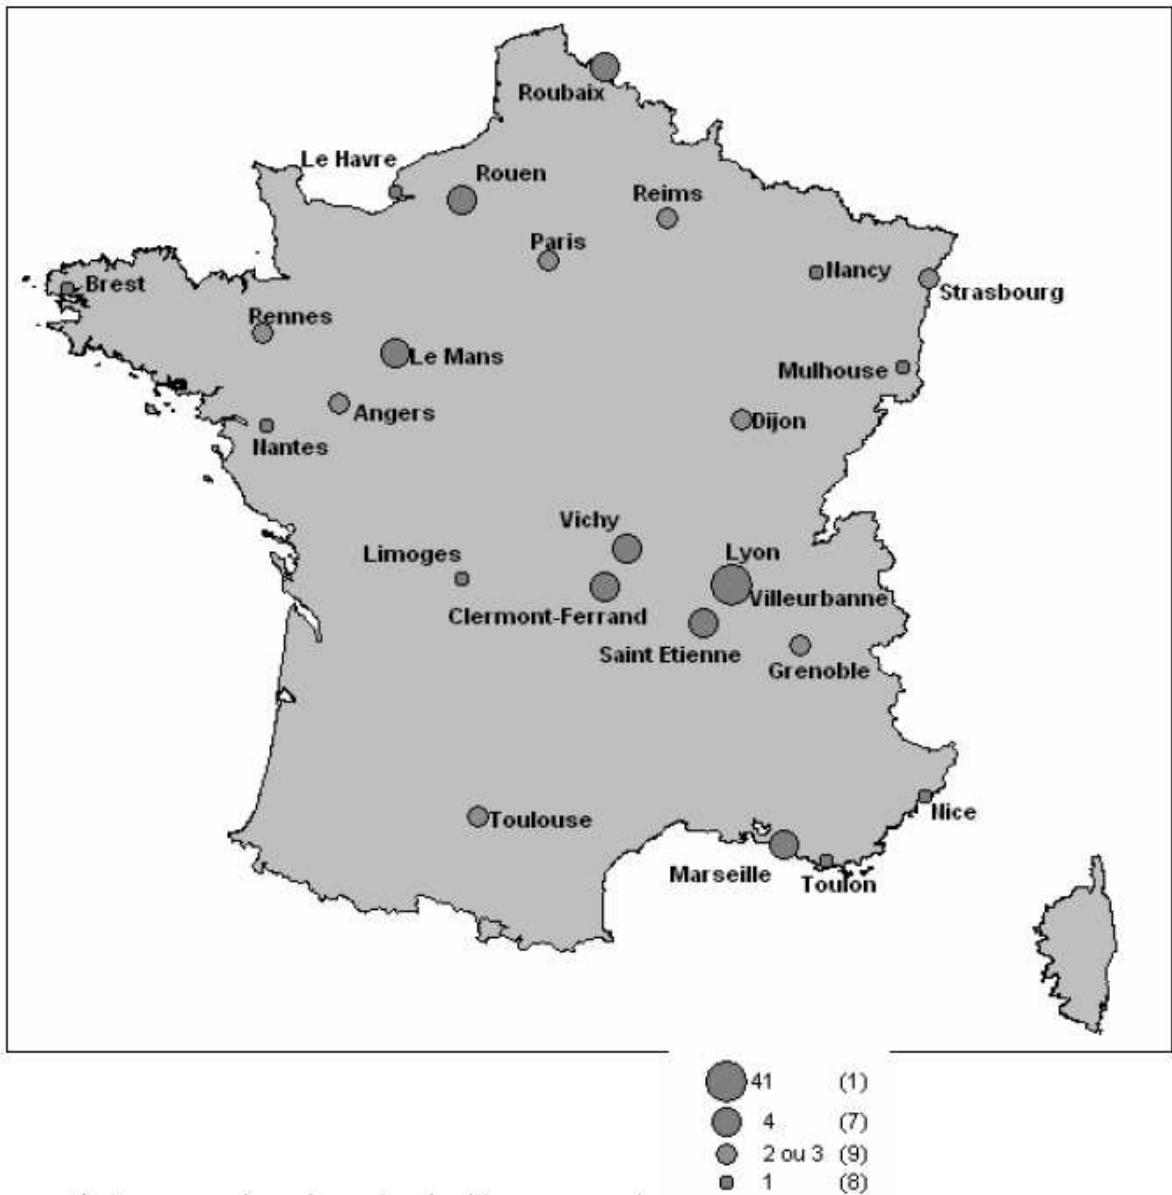 Roubaix
Le Havre
Rouen
Reims
Paris
Nancy
Brest
Strasbourg
Rennes
Le Mans
Mulhouse
Angers
Dijon
Nantes
Vichy
Limoges
Lyon
Villeurbanne
Clermont-Ferrand
Saint Etienne
Grenoble
Toulouse
Nice
Marseille
Toulon
41 (1)
4 (7)
2 ou 3 (9)
1 (8)